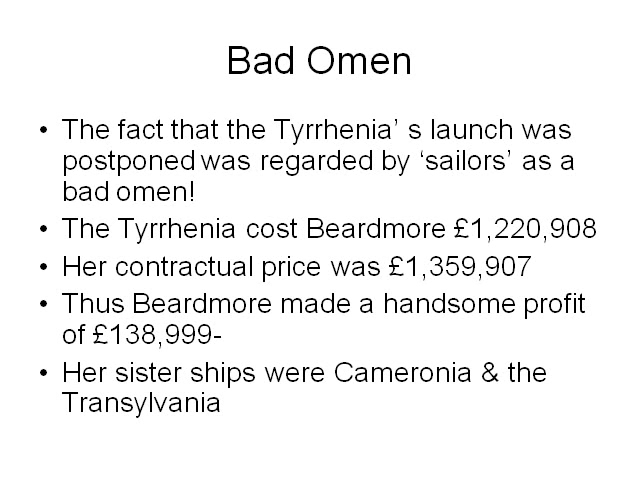 Bad Omen
• The fact that the Tyrrhenia’ s launch was
postponed was regarded by ‘sailors’ as a
bad omen!
• The Tyrrhenia cost Beardmore £1,220,908
• Her contractual price was £1,359,907
• Thus Beardmore made a handsome profit
of £138,999-
• Her sister ships were Cameronia & the
Transylvania